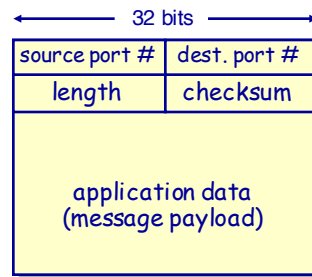 32 bits
source port # dest. port #
length checksum
application data
(message payload)